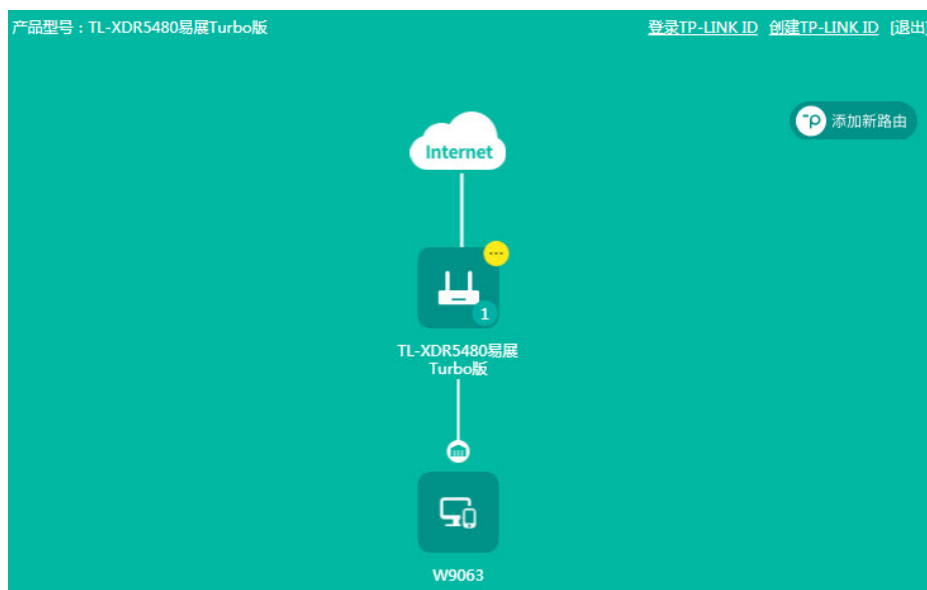 产品型号：TL-XDR5480易展Turbo版
登录TP-LINK ID 创建TP-LINK ID [退出]
添加新路由
Internet
1
TL-XDR5480易展
Turbo版
W9063